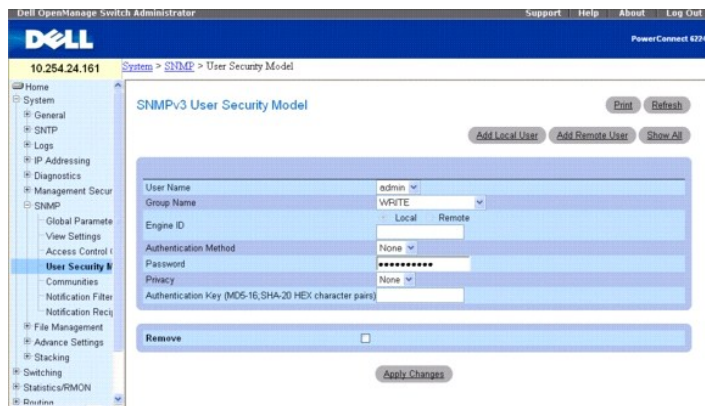 Dell OpenManage Switch Administrator
Support Help About Log Out
DELL
PowerConnect 6224
10.254.24.161
System > SNMP > User Security Model
Home
System
General
SNTP
Logs
IP Addressing
Diagnostics
Management Secur
SNMP
Global Paramete
View Settings
Access Control
User Security M
Communities
Notification Filter
Notification Recip
File Management
Advance Settings
Stacking
Switching
Statistics/RMON
Routing
SNMPv3 User Security Model
Print Refresh
Add Local User Add Remote User Show All
User Name admin
Group Name WRITE
Engine ID Local Remote
Authentication Method None
Password ••••••••••
Privacy None
Authentication Key (MD5-16;SHA-20 HEX character pairs)
Remove
Apply Changes